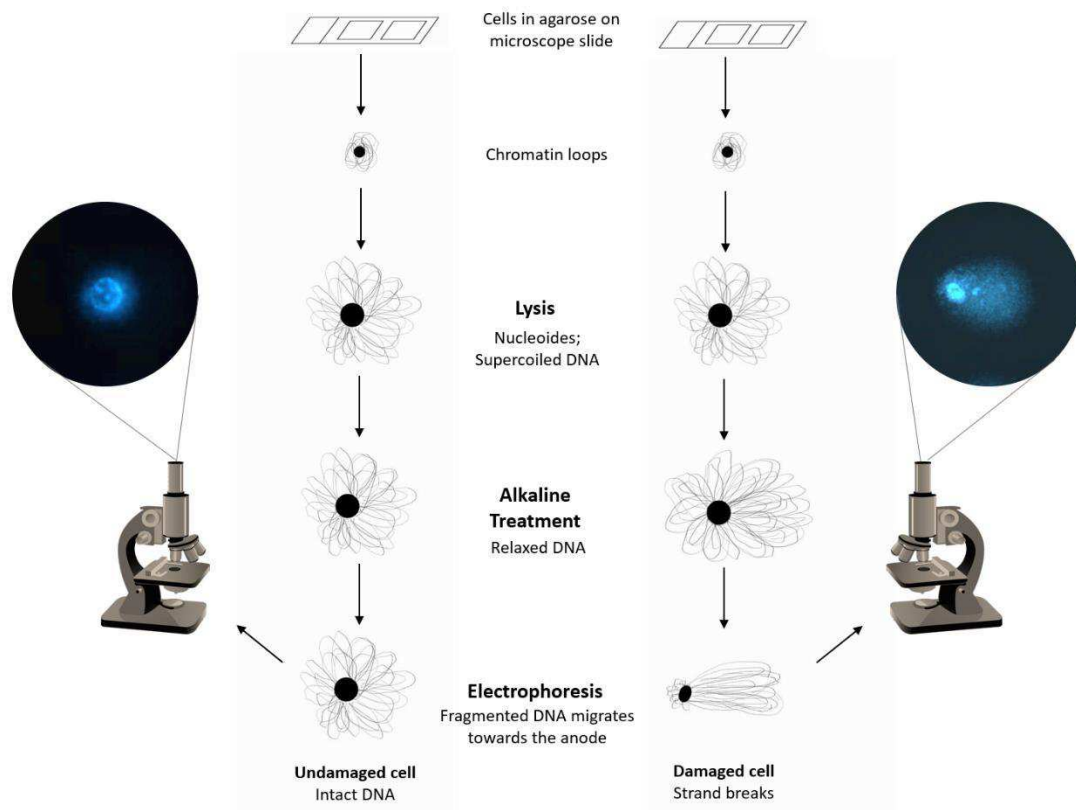 Cells in agarose on
microscope slide
Chromatin loops
Lysis
Nucleoides;
Supercoiled DNA
Alkaline
Treatment
Relaxed DNA
Electrophoresis
Fragmented DNA migrates
towards the anode
Undamaged cell
Intact DNA
Damaged cell
Strand breaks